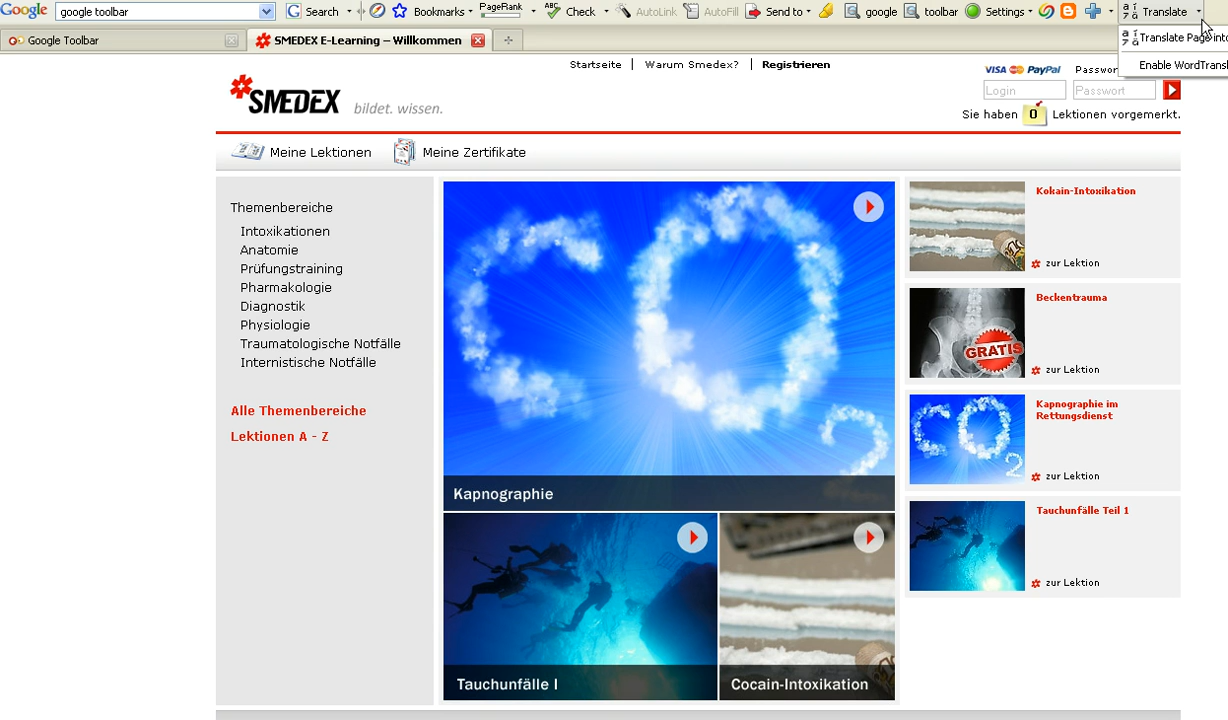 Google google toolbar Search Bookmarks PageRank Check AutoLink AutoFill Send to google toolbar Settings Translate
Google Toolbar SMEDEX E-Learning – Willkommen
Translate Page into
Enable WordTransl
Startseite | Warum Smedex? | Registrieren
SMEDEX bildet. wissen.
VISA PayPal Passwor
Login Passwort
Sie haben 0 Lektionen vorgemerkt.
Meine Lektionen Meine Zertifikate
Themenbereiche
Intoxikationen
Anatomie
Prüfungstraining
Pharmakologie
Diagnostik
Physiologie
Traumatologische Notfälle
Internistische Notfälle
Alle Themenbereiche
Lektionen A - Z
CO2
Kapnographie
Tauchunfälle I
Cocain-Intoxikation
Kokain-Intoxikation
zur Lektion
Beckentrauma
GRATIS
zur Lektion
Kapnographie im
Rettungsdienst
CO2
zur Lektion
Tauchunfälle Teil 1
zur Lektion